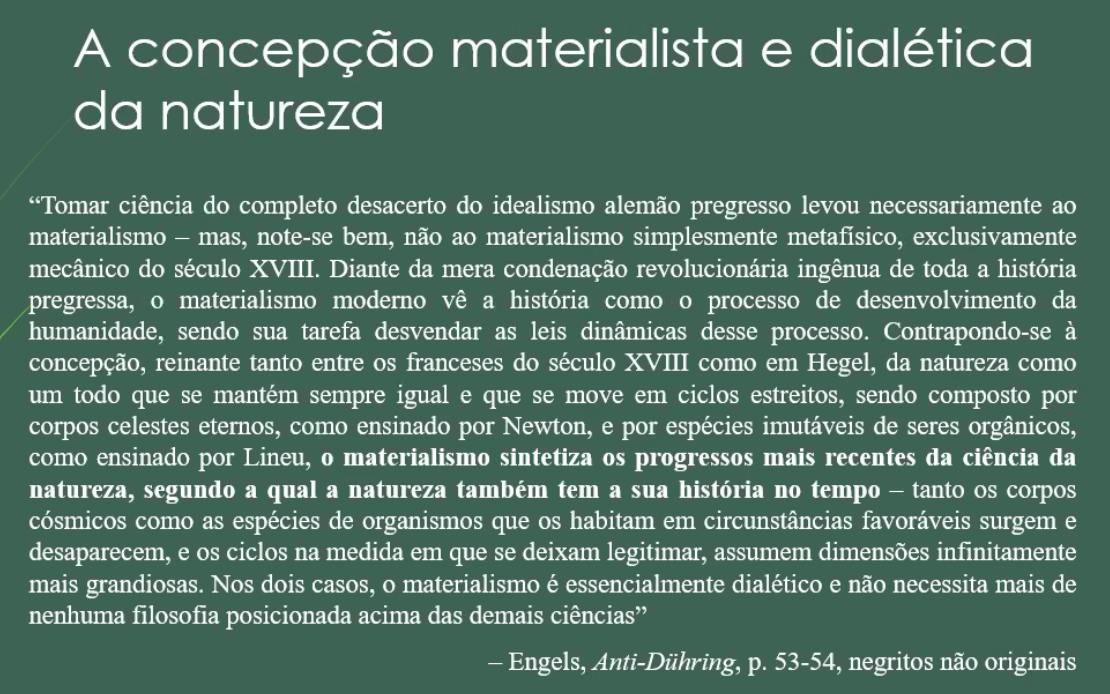 A concepção materialista e dialética
da natureza
“Tomar ciência do completo desacerto do idealismo alemão pregresso levou necessariamente ao
materialismo – mas, note-se bem, não ao materialismo simplesmente metafísico, exclusivamente
mecânico do século XVIII. Diante da mera condenação revolucionária ingênua de toda a história
pregressa, o materialismo moderno vê a história como o processo de desenvolvimento da
humanidade, sendo sua tarefa desvendar as leis dinâmicas desse processo. Contrapondo-se à
concepção, reinante tanto entre os franceses do século XVIII como em Hegel, da natureza como
um todo que se mantém sempre igual e que se move em ciclos estreitos, sendo composto por
corpos celestes eternos, como ensinado por Newton, e por espécies imutáveis de seres orgânicos,
como ensinado por Lineu, o materialismo sintetiza os progressos mais recentes da ciência da
natureza, segundo a qual a natureza também tem a sua história no tempo – tanto os corpos
cósmicos como as espécies de organismos que os habitam em circunstâncias favoráveis surgem e
desaparecem, e os ciclos na medida em que se deixam legitimar, assumem dimensões infinitamente
mais grandiosas. Nos dois casos, o materialismo é essencialmente dialético e não necessita mais de
nenhuma filosofia posicionada acima das demais ciências”
– Engels, Anti-Dühring, p. 53-54, negritos não originais